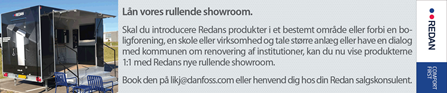 Lån vores rullende showroom.
Skal du introducere Redans produkter i et bestemt område eller forbi en bo-
ligforening, en skole eller virksomhed og tale større anlæg eller have en dialog
med kommunen om renovering af institutioner, kan du nu vise produkterne
1:1 med Redans nye rullende showroom.
Book den på likj@danfoss.com eller henvend dig hos din Redan salgskonsulent.
REDAN
COMFORT
FIRST